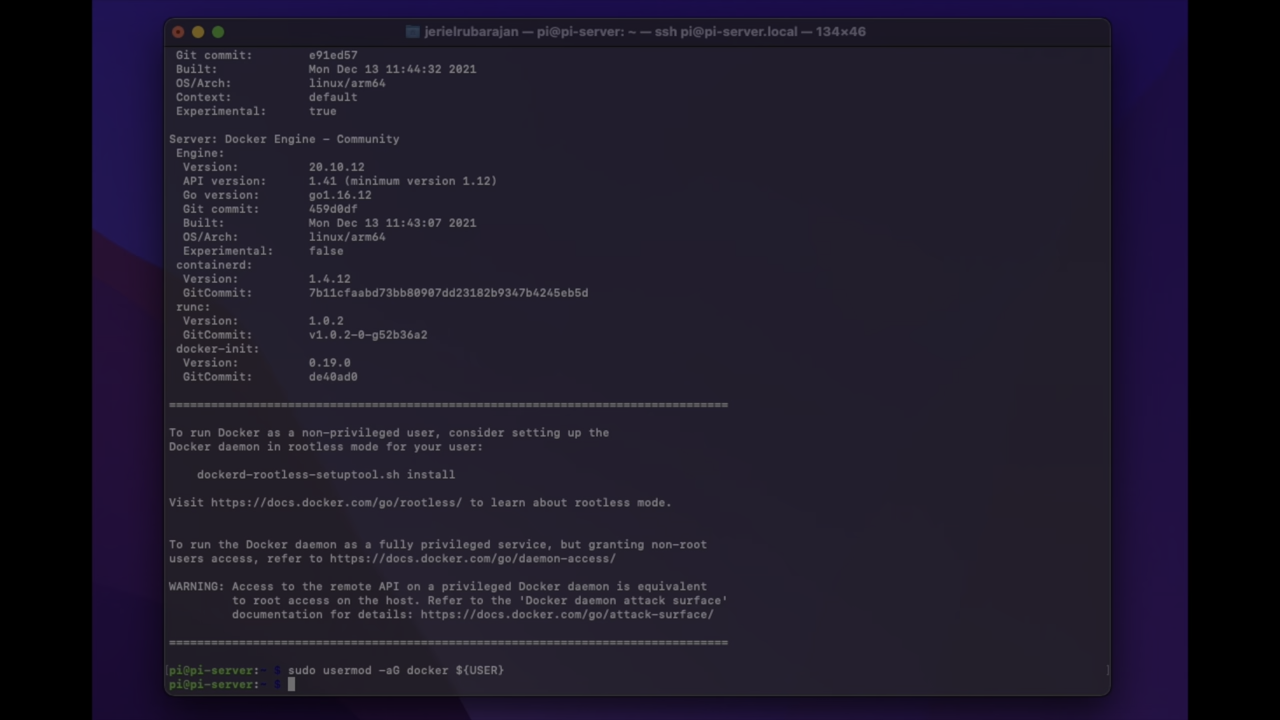 jerielrubarajan — pi@pi-server: ~ — ssh pi@pi-server.local — 134×46
Git commit: e91ed57
Built: Mon Dec 13 11:44:32 2021
OS/Arch: linux/arm64
Context: default
Experimental: true
Server: Docker Engine - Community
Engine:
Version: 20.10.12
API version: 1.41 (minimum version 1.12)
Go version: go1.16.12
Git commit: 459d0df
Built: Mon Dec 13 11:43:07 2021
OS/Arch: linux/arm64
Experimental: false
containerd:
Version: 1.4.12
GitCommit: 7b11cfaabd73bb80907dd23182b9347b4245eb5d
runc:
Version: 1.0.2
GitCommit: v1.0.2-0-g52b36a2
docker-init:
Version: 0.19.0
GitCommit: de40ad0
================================================================================
To run Docker as a non-privileged user, consider setting up the
Docker daemon in rootless mode for your user:
dockerd-rootless-setuptool.sh install
Visit https://docs.docker.com/go/rootless/ to learn about rootless mode.
To run the Docker daemon as a fully privileged service, but granting non-root
users access, refer to https://docs.docker.com/go/daemon-access/
WARNING: Access to the remote API on a privileged Docker daemon is equivalent
to root access on the host. Refer to the 'Docker daemon attack surface'
documentation for details: https://docs.docker.com/go/attack-surface/
================================================================================
[pi@pi-server:~ $ sudo usermod -aG docker ${USER} ]
pi@pi-server:~ $